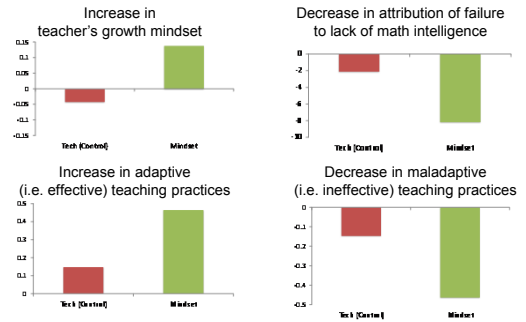 Increase in
teacher's growth mindset
0.15
0.1
0.05
0
-0.05
-0.1
-0.15
Tech (Control)
Mindset
Decrease in attribution of failure
to lack of math intelligence
0
-2
-4
-6
-8
-10
Tech (Control)
Mindset
Increase in adaptive
(i.e. effective) teaching practices
0.5
0.4
0.3
0.2
0.1
0
Tech (Control)
Mindset
Decrease in maladaptive
(i.e. ineffective) teaching practices
0
-0.1
-0.2
-0.3
-0.4
-0.5
Tech (Control)
Mindset